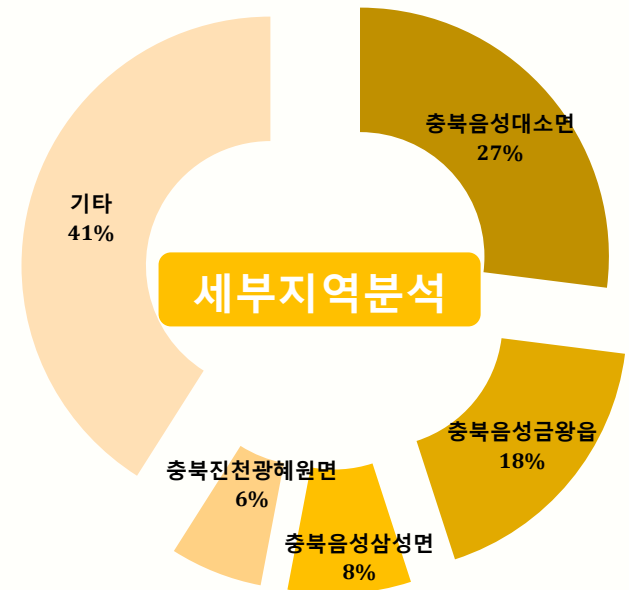 충북음성대소면
27%
기타
41%
세부지역분석
충북음성금왕읍
18%
충북진천광혜원면
6%
충북음성삼성면
8%